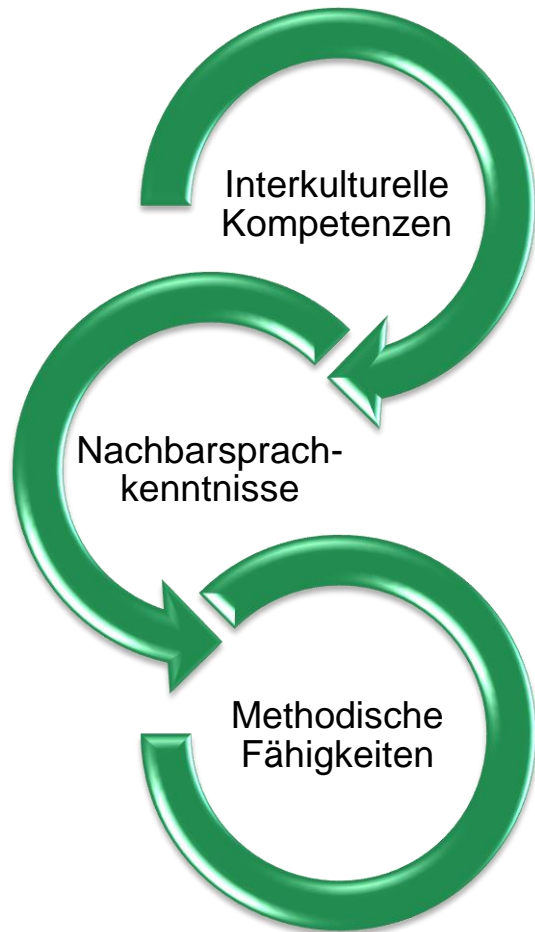 Interkulturelle
Kompetenzen
Nachbarsprach-
kenntnisse
Methodische
Fähigkeiten